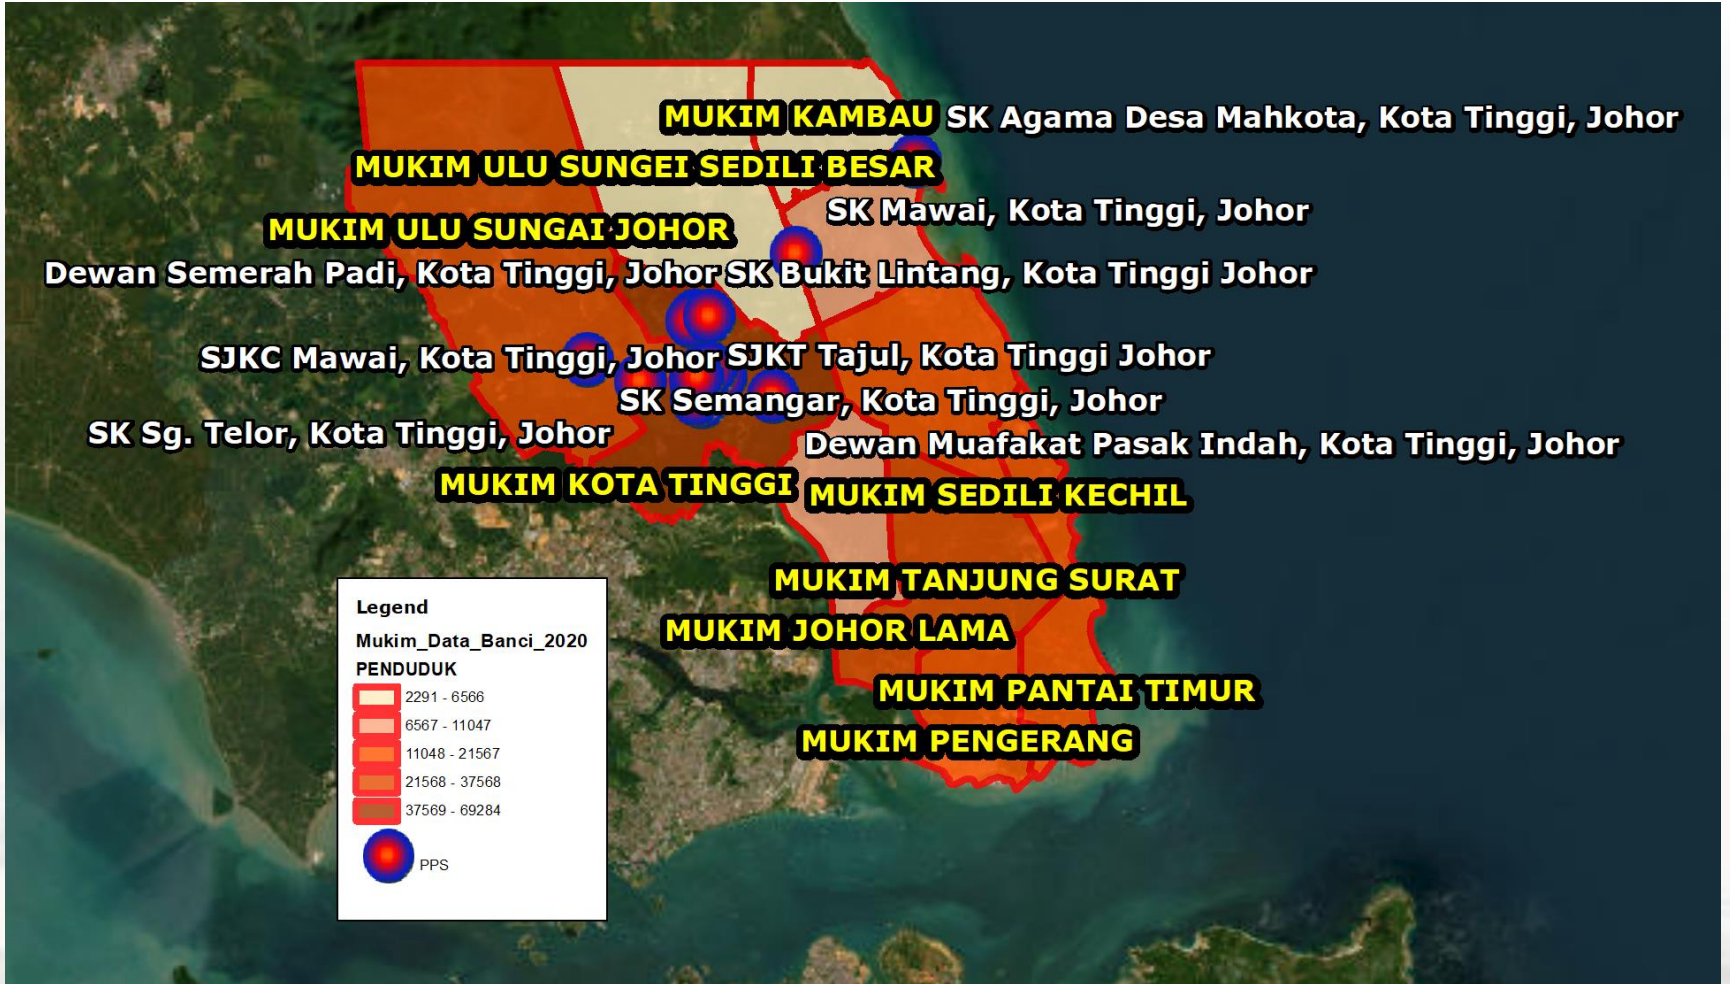 MUKIM KAMBAU
SK Agama Desa Mahkota, Kota Tinggi, Johor
MUKIM ULU SUNGEI SEDILI BESAR
SK Mawai, Kota Tinggi, Johor
MUKIM ULU SUNGAI JOHOR
Dewan Semerah Padi, Kota Tinggi, Johor
SK Bukit Lintang, Kota Tinggi Johor
SJKC Mawai, Kota Tinggi, Johor
SJKT Tajul, Kota Tinggi Johor
SK Semangar, Kota Tinggi, Johor
SK Sg. Telor, Kota Tinggi, Johor
Dewan Muafakat Pasak Indah, Kota Tinggi, Johor
MUKIM KOTA TINGGI
MUKIM SEDILI KECHIL
MUKIM TANJUNG SURAT
MUKIM JOHOR LAMA
MUKIM PANTAI TIMUR
MUKIM PENGERANG
Legend
Mukim_Data_Banci_2020
PENDUDUK
2291 - 6566
6567 - 11047
11048 - 21567
21568 - 37568
37569 - 69284
PPS